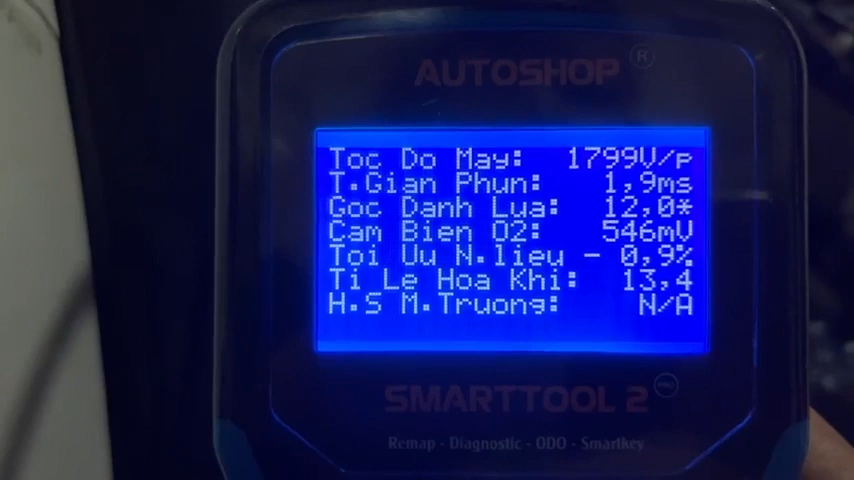 AUTOSHOP ®
Toc Do May: 1799V/p
T.Gian Phun: 1,9ms
Goc Danh Lua: 12,0*
Cam Bien O2: 546mV
Toi Uu N.lieu - 0,9%
Ti Le Hoa Khi: 13,4
H.S M.Truong: N/A
SMARTTOOL 2 PRO
Remap - Diagnostic - ODO - Smartkey